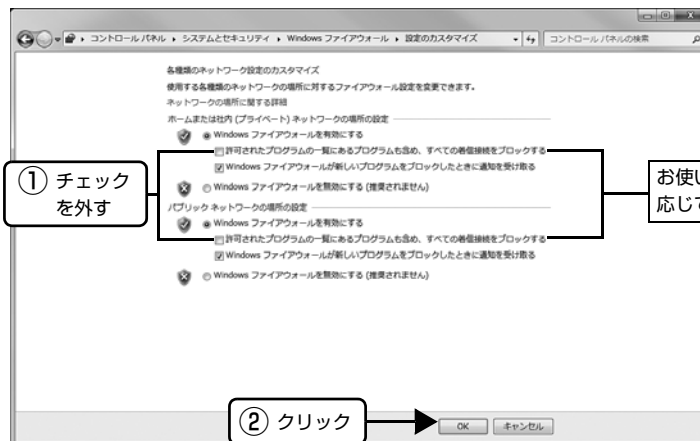 コントロール パネル ▸ システムとセキュリティ ▸ Windows ファイアウォール ▸ 設定のカスタマイズ
コントロール パネルの検索
各種類のネットワーク設定のカスタマイズ
使用する各種類のネットワークの場所に対するファイアウォール設定を変更できます。
ネットワークの場所に関する詳細
ホームまたは社内 (プライベート) ネットワークの場所の設定
Windows ファイアウォールを有効にする
許可されたプログラムの一覧にあるプログラムも含め、すべての着信接続をブロックする
Windows ファイアウォールが新しいプログラムをブロックしたときに通知を受け取る
Windows ファイアウォールを無効にする (推奨されません)
パブリック ネットワークの場所の設定
Windows ファイアウォールを有効にする
許可されたプログラムの一覧にあるプログラムも含め、すべての着信接続をブロックする
Windows ファイアウォールが新しいプログラムをブロックしたときに通知を受け取る
Windows ファイアウォールを無効にする (推奨されません)
① チェック
を外す
お使い
応じて
② クリック
OK
キャンセル